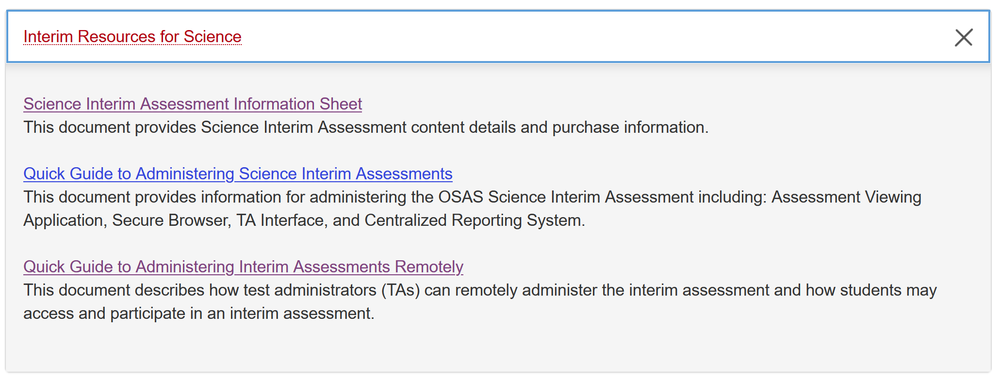 Interim Resources for Science
Science Interim Assessment Information Sheet
This document provides Science Interim Assessment content details and purchase information.
Quick Guide to Administering Science Interim Assessments
This document provides information for administering the OSAS Science Interim Assessment including: Assessment Viewing
Application, Secure Browser, TA Interface, and Centralized Reporting System.
Quick Guide to Administering Interim Assessments Remotely
This document describes how test administrators (TAs) can remotely administer the interim assessment and how students may
access and participate in an interim assessment.